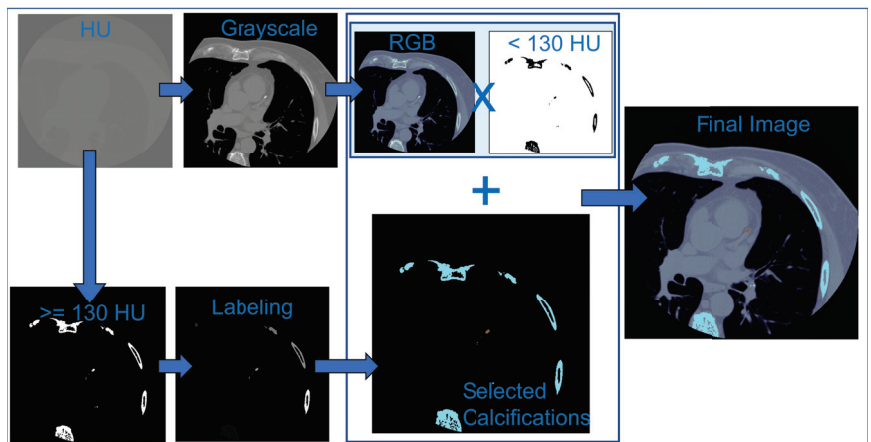 HU
Grayscale
RGB
< 130 HU
X
+
Final Image
>= 130 HU
Labeling
Selected
Calcifications